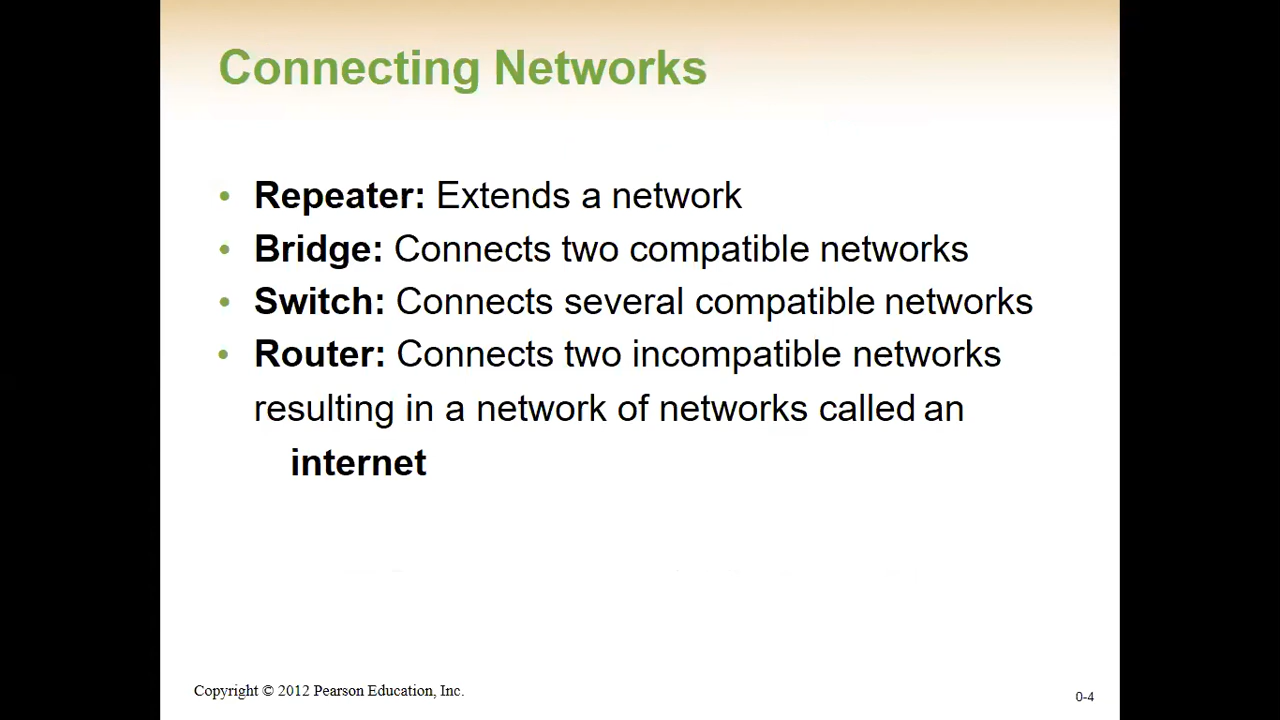 Connecting Networks
• Repeater: Extends a network
• Bridge: Connects two compatible networks
• Switch: Connects several compatible networks
• Router: Connects two incompatible networks
resulting in a network of networks called an
internet
Copyright © 2012 Pearson Education, Inc.
0-4